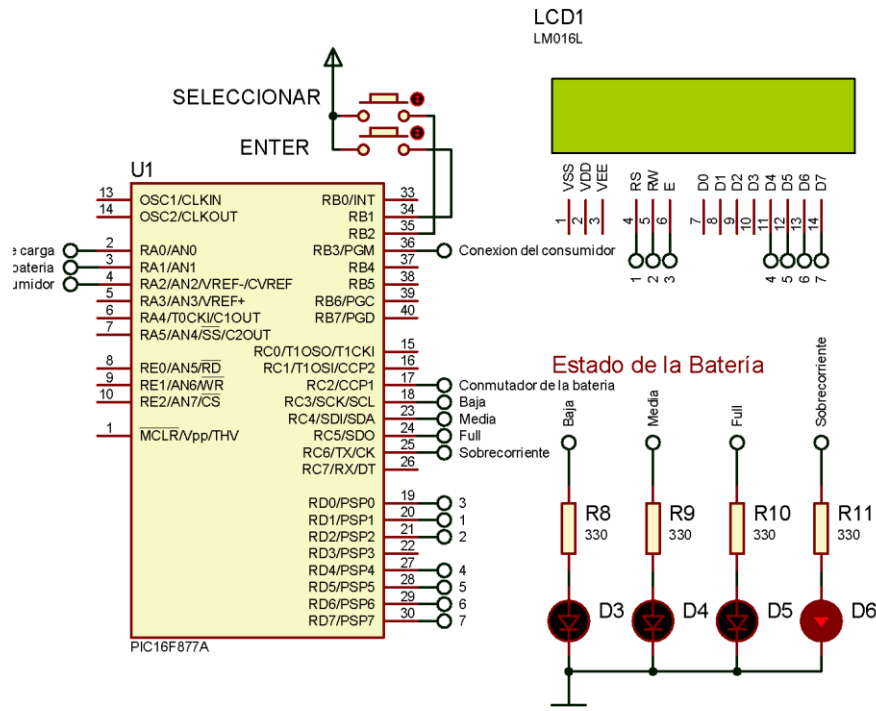 LCD1
LM016L
SELECCIONAR
ENTER
VSS
VDD
VEE
RS
RW
E
D0
D1
D2
D3
D4
D5
D6
D7
1
2
3
4
5
6
7
8
9
10
11
12
13
14
1
2
3
4
5
6
7
U1
13 OSC1/CLKIN
14 OSC2/CLKOUT
e carga 2 RA0/AN0
bateria 3 RA1/AN1
umidor 4 RA2/AN2/VREF-/CVREF
5 RA3/AN3/VREF+
6 RA4/T0CKI/C1OUT
7 RA5/AN4/SS/C2OUT
8 RE0/AN5/RD
9 RE1/AN6/WR
10 RE2/AN7/CS
1 MCLR/Vpp/THV
RB0/INT 33
RB1 34
RB2 35
RB3/PGM 36 Conexion del consumidor
RB4 37
RB5 38
RB6/PGC 39
RB7/PGD 40
RC0/T1OSO/T1CKI 15
RC1/T1OSI/CCP2 16
RC2/CCP1 17 Conmutador de la bateria
RC3/SCK/SCL 18 Baja
RC4/SDI/SDA 23 Media
RC5/SDO 24 Full
RC6/TX/CK 25 Sobrecorriente
RC7/RX/DT 26
RD0/PSP0 19 3
RD1/PSP1 20 1
RD2/PSP2 21 2
RD3/PSP3 22
RD4/PSP4 27 4
RD5/PSP5 28 5
RD6/PSP6 29 6
RD7/PSP7 30 7
PIC16F877A
Estado de la Batería
Baja
Media
Full
Sobrecorriente
R8
330
R9
330
R10
330
R11
330
D3
D4
D5
D6